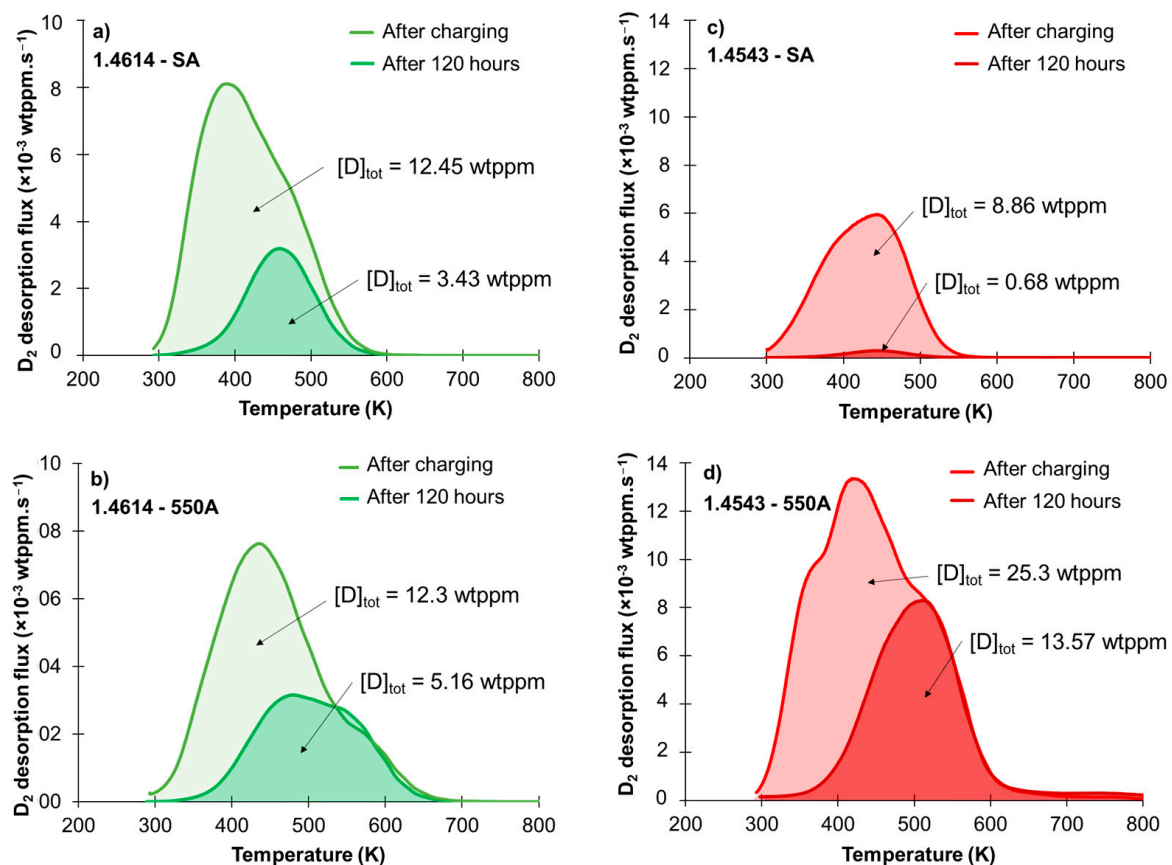 a)
1.4614 - SA
After charging
After 120 hours
[D]tot = 12.45 wtppm
[D]tot = 3.43 wtppm
D2 desorption flux (×10⁻³ wtppm.s⁻¹)
10
8
6
4
2
0
200 300 400 500 600 700 800
Temperature (K)
c)
1.4543 - SA
After charging
After 120 hours
[D]tot = 8.86 wtppm
[D]tot = 0.68 wtppm
D2 desorption flux (×10⁻³ wtppm.s⁻¹)
14
12
10
8
6
4
2
0
200 300 400 500 600 700 800
Temperature (K)
b)
1.4614 - 550A
After charging
After 120 hours
[D]tot = 12.3 wtppm
[D]tot = 5.16 wtppm
D2 desorption flux (×10⁻³ wtppm.s⁻¹)
10
08
06
04
02
00
200 300 400 500 600 700 800
Temperature (K)
d)
1.4543 - 550A
After charging
After 120 hours
[D]tot = 25.3 wtppm
[D]tot = 13.57 wtppm
D2 desorption flux (×10⁻³ wtppm.s⁻¹)
14
12
10
8
6
4
2
0
200 300 400 500 600 700 800
Temperature (K)